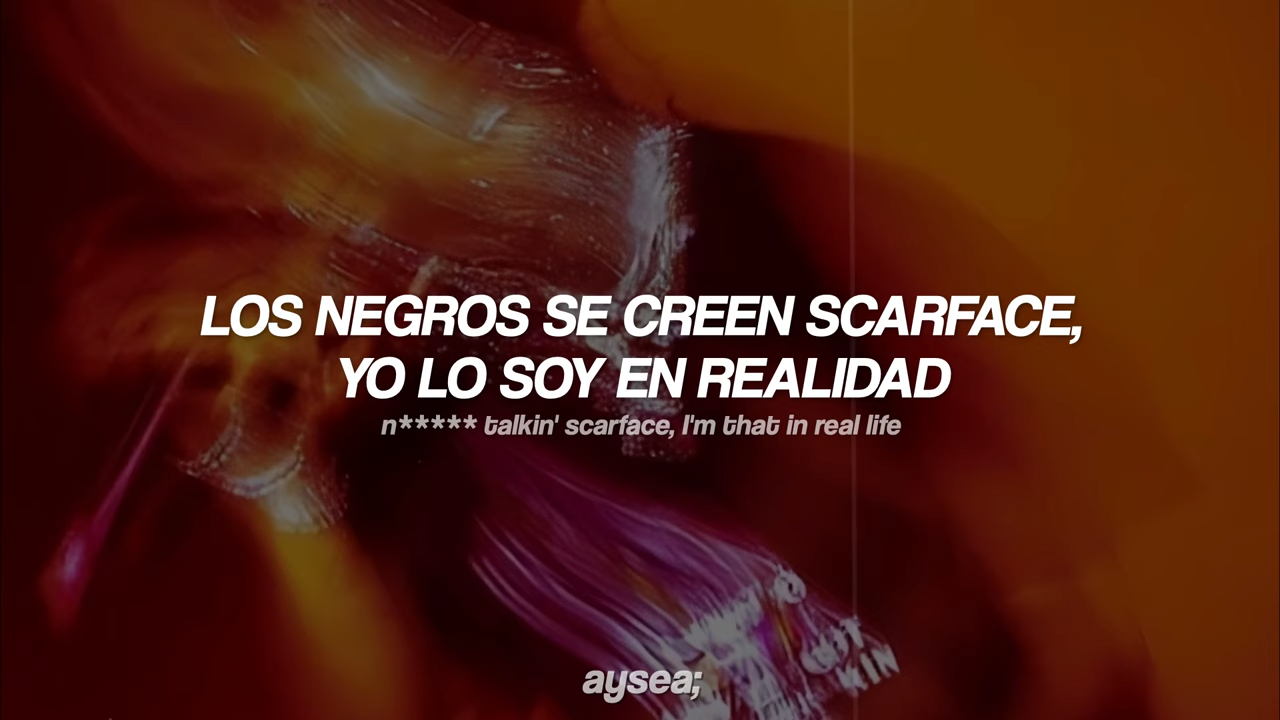 LOS NEGROS SE CREEN SCARFACE,
YO LO SOY EN REALIDAD
n***** talkin' scarface, I'm that in real life
aysea;